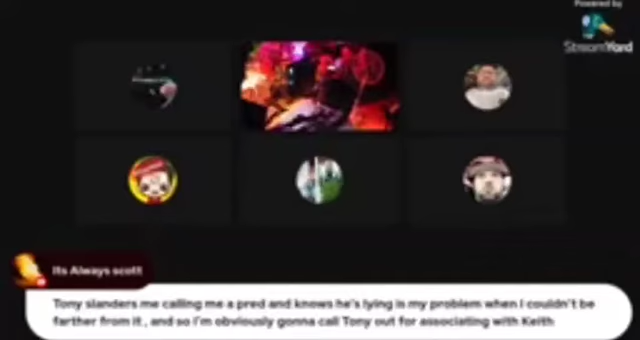 Powered by
StreamYard
Its Always scott
Tony slanders me calling me a pred and knows he's lying is my problem when I couldn't be
farther from it, and so I'm obviously gonna call Tony out for associating with Keith